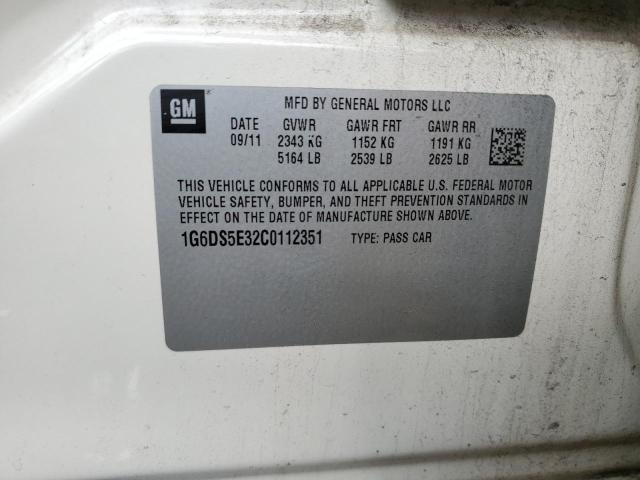 GM
MFD BY GENERAL MOTORS LLC
DATE GVWR GAWR FRT GAWR RR
09/11 2343 KG 1152 KG 1191 KG
5164 LB 2539 LB 2625 LB
THIS VEHICLE CONFORMS TO ALL APPLICABLE U.S. FEDERAL MOTOR
VEHICLE SAFETY, BUMPER, AND THEFT PREVENTION STANDARDS IN
EFFECT ON THE DATE OF MANUFACTURE SHOWN ABOVE.
1G6DS5E32C0112351 TYPE: PASS CAR